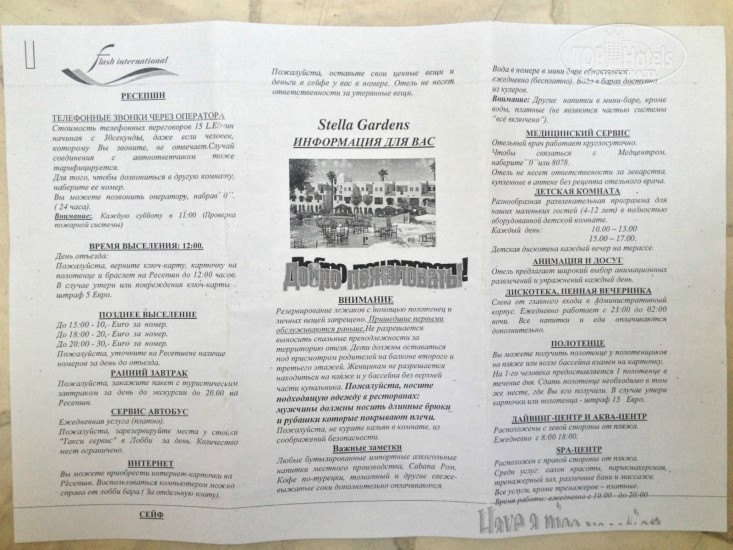 flash international
РЕСЕПШН
ТЕЛЕФОННЫЕ ЗВОНКИ ЧЕРЕЗ ОПЕРАТОРА
Стоимость телефонных переговоров 15 L.E/мин
начиная с 30секунды, даже если человек,
которому Вы звоните, не отвечает.Случай
соединения с автоответчиком тоже
тарифицируется.
Для того, чтобы дозвониться в другую комнату,
наберите ее номер.
Вы можете позвонить оператору, набрав ˝0˝.
( 24 часа).
Внимание: Каждую субботу в 11:00 (Проверка
пожарной системы)
ВРЕМЯ ВЫСЕЛЕНИЯ: 12:00.
День отъезда:
Пожалуйста, верните ключ-карту, карточку на
полотенце и браслет на Ресепшн до 12:00 часов.
В случае утери или повреждения ключ-карты -
штраф 5 Евро.
ПОЗДНЕЕ ВЫСЕЛЕНИЕ
До 15:00 - 10,- Euro за номер.
До 18:00 - 20,- Euro за номер.
До 20:00 - 30,- Euro за номер.
Пожалуйста, уточните на Ресепшене наличие
номеров за день до отъезда.
РАННИЙ ЗАВТРАК
Пожалуйста, закажите пакет с туристическим
завтраком за день до экскурсии до 20.00 на
Ресепшн.
СЕРВИС АВТОБУС
Ежедневная услуга (платно).
Пожалуйста, зарезервируйте места у стойки
"Такси сервис" в Лобби за день. Количество
мест ограничено.
ИНТЕРНЕТ
Вы можете приобрести интернет-карточки на
Ресепшн. Воспользоваться компьютером можно
справа от лобби бара.( За отдельную плату).
СЕЙФ
Пожалуйста, оставьте свои ценные вещи и
деньги в сейфе у вас в номере. Отель не несет
ответственности за утерянные вещи.
Stella Gardens
ИНФОРМАЦИЯ ДЛЯ ВАС
Добро пожаловать!
ВНИМАНИЕ
Резервирование лежаков с помощью полотенец и
личных вещей запрещено. Пришедшие первыми
обслуживаются раньше.Не разрешается
выносить спальные принодлежности за
территорию отеля. Дети должны оставаться
под присмотром родителей на балконе второго и
третьего этажей. Женщинам не разрешается
находиться на пляже и у бассейна без верхней
части купальника. Пожалуйста, носите
подходящую одежду в ресторанах:
мужчины должны носить длинные брюки
и рубашки которые покрывают плечи.
Пожалуйста, не курите кальян в комнате, из
соображений безопасности.
Важные заметки
Любые бутылированные импортные алкогольные
напитки местного производства, Cabana Ром,
Кофе по-турецки, томатный и другие свеже-
выжатые соки дополнительно оплачиваются.
TOP Hotels
Вода в номере в мини-баре обновляется
ежедневно (бесплатно). Вода в барах доступна
из кулеров.
Внимание: Другие напитки в мини-баре, кроме
воды, платные (не являются частью системы
"всё включено").
МЕДИЦИНСКИЙ СЕРВИС
Отельный врач работает круглосуточно.
Чтобы связаться с Медцентром,
наберите˝0˝или 8078.
Отель не несет ответственности за лекарства,
купленные в аптеке без рецепта отельного врача.
ДЕТСКАЯ КОМНАТА
Разнообразная развлекательная программа для
наших маленьких гостей (4-12 лет) в полностью
оборудованной детской комнате.
Каждый день: 10.00 – 13.00
15.00 – 17.00.
Детская дискотека каждый вечер на террасе.
АНИМАЦИЯ И ДОСУГ
Отель предлагает широкий выбор анимационных
развлечений и упражнений каждый день.
ДИСКОТЕКА, ПЕННАЯ ВЕЧЕРИНКА
Слева от главного входа в Административный
корпус. Ежедневно работает с 23:00 до 02:00
ночи. Все напитки и еда оплачиваются
дополнительно.
ПОЛОТЕНЦЕ
Вы можете получить полотенце у полотенщиков
на пляже или возле бассейна взамен на карточку.
На 1-го человека предоставляется 1 полотенце в
течение дня. Сдать полотенце необходимо в том
же месте, где Вы его получили. В случае утери
карточки или полотенца - штраф 15 Евро.
ДАЙВИНГ-ЦЕНТР И АКВА-ЦЕНТР
Расположены с левой стороны от пляжа.
Ежедневно с 8:00 18:00.
SPA-ЦЕНТР
Расположен с правой стороны от пляжа.
Среди услуг: салон красоты, парикмахерская,
тренажерный зал, различные бани и массажи.
Все услуги, кроме тренажеров – платные.
Время работы: ежедневно с 10:00 - до 20:00